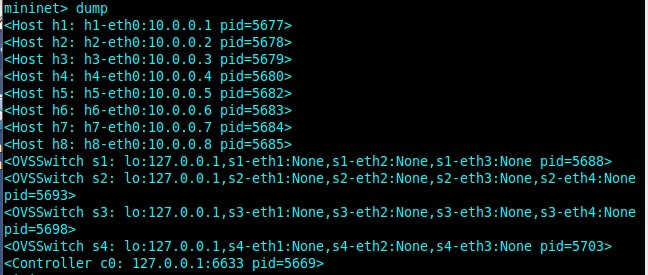 mininet> dump
<Host h1: h1-eth0:10.0.0.1 pid=5677>
<Host h2: h2-eth0:10.0.0.2 pid=5678>
<Host h3: h3-eth0:10.0.0.3 pid=5679>
<Host h4: h4-eth0:10.0.0.4 pid=5680>
<Host h5: h5-eth0:10.0.0.5 pid=5682>
<Host h6: h6-eth0:10.0.0.6 pid=5683>
<Host h7: h7-eth0:10.0.0.7 pid=5684>
<Host h8: h8-eth0:10.0.0.8 pid=5685>
<OVSSwitch s1: lo:127.0.0.1,s1-eth1:None,s1-eth2:None,s1-eth3:None pid=5688>
<OVSSwitch s2: lo:127.0.0.1,s2-eth1:None,s2-eth2:None,s2-eth3:None,s2-eth4:None
pid=5693>
<OVSSwitch s3: lo:127.0.0.1,s3-eth1:None,s3-eth2:None,s3-eth3:None,s3-eth4:None
pid=5698>
<OVSSwitch s4: lo:127.0.0.1,s4-eth1:None,s4-eth2:None,s4-eth3:None pid=5703>
<Controller c0: 127.0.0.1:6633 pid=5669>